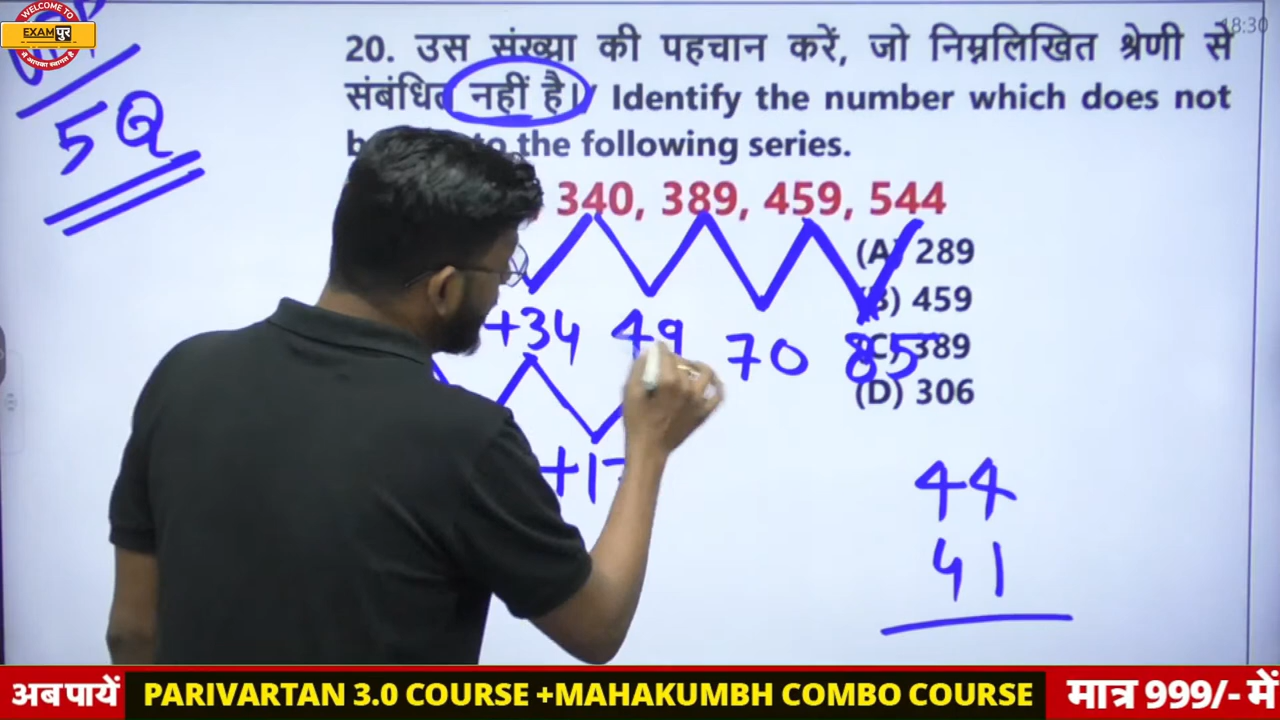 WELCOME TO
EXAMपुर
में आपका स्वागत है
18:30
5Q
20. उस संख्या की पहचान करें, जो निम्नलिखित श्रेणी से
संबंधित नहीं है।/ Identify the number which does not
the following series.
340, 389, 459, 544
(A) 289
(B) 459
(C) 389
(D) 306
+34 49 70 85
+17
44
41
अब पायें PARIVARTAN 3.0 COURSE +MAHAKUMBH COMBO COURSE मात्र 999/- में